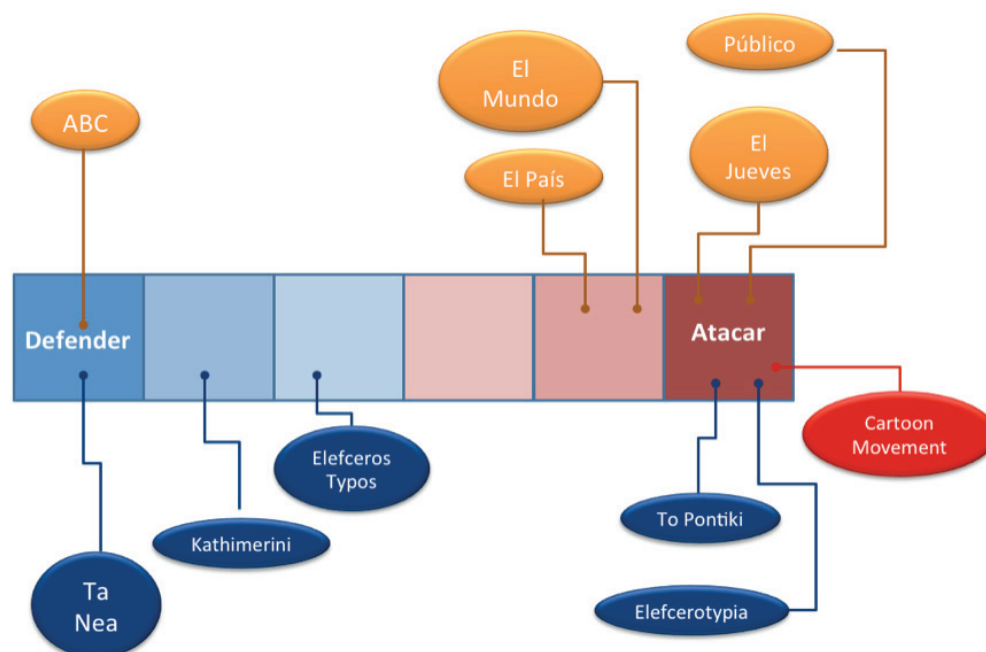 Público
El
Mundo
ABC
El
Jueves
El País
Defender
Atacar
Cartoon
Movement
Elefceros
Typos
To Pontiki
Kathimerini
Ta
Nea
Elefcerotypia